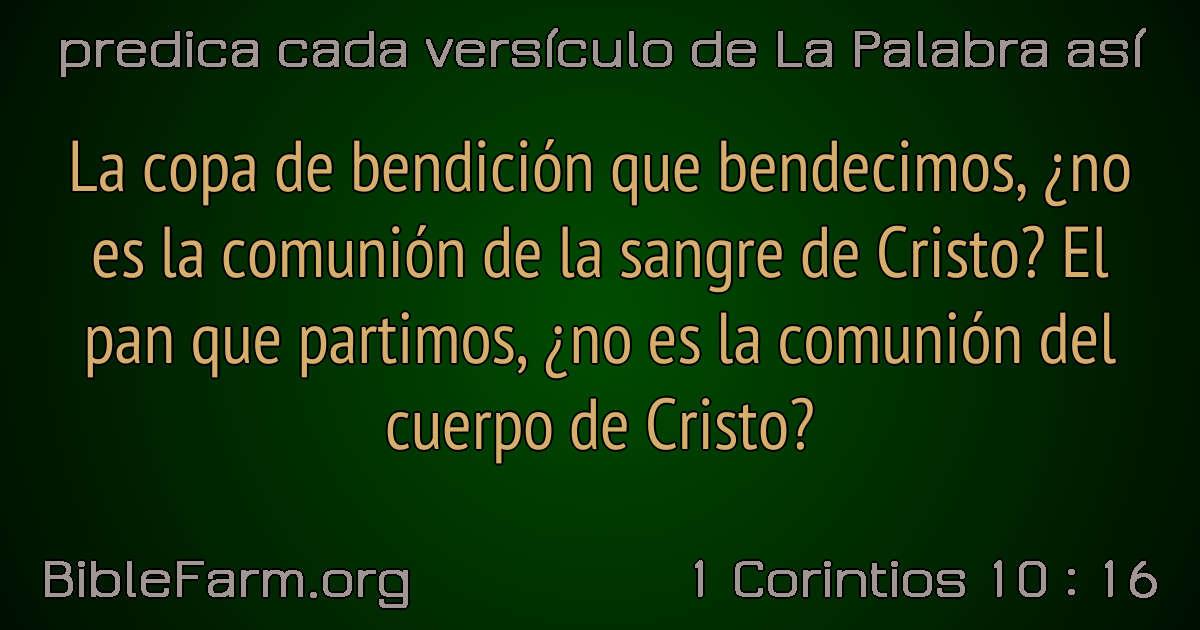 predica cada versículo de La Palabra así
La copa de bendición que bendecimos, ¿no
es la comunión de la sangre de Cristo? El
pan que partimos, ¿no es la comunión del
cuerpo de Cristo?
BibleFarm.org 1 Corintios 10 : 16